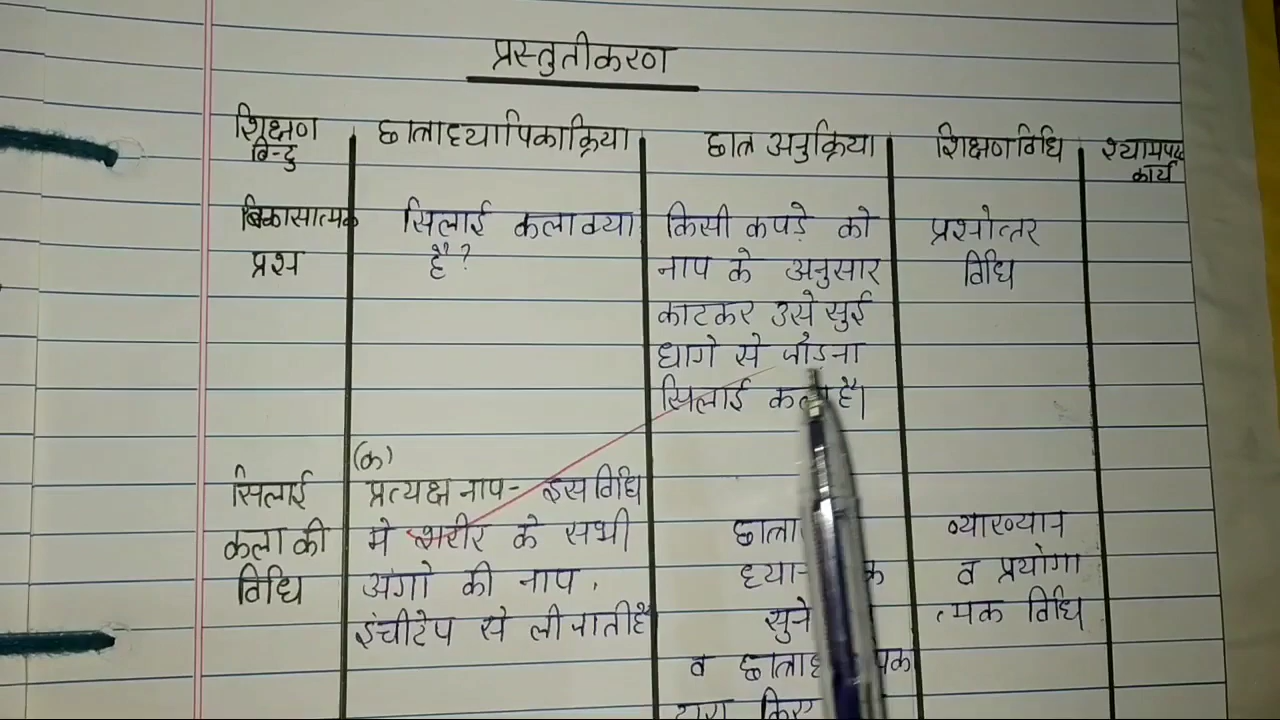 प्रस्तुतीकरण
शिक्षण बिन्दु
छात्राध्यापिकाक्रिया
छात्र अनुक्रिया
शिक्षणविधि
श्यामपट्ट कार्य
विकासात्मक
प्रश्न
सिलाई कला क्या
है?
किसी कपड़े को
नाप के अनुसार
काटकर उसे सुई
धागे से जोड़ना
सिलाई कला है।
प्रश्नोत्तर
विधि
सिलाई
कला की
विधि
(क)
प्रत्यक्ष नाप- इस विधि
मे शरीर के सभी
अंगो की नाप
इंचीटेप से ली जाती है
व
व्याख्यान
व प्रयोगा
त्मक विधि